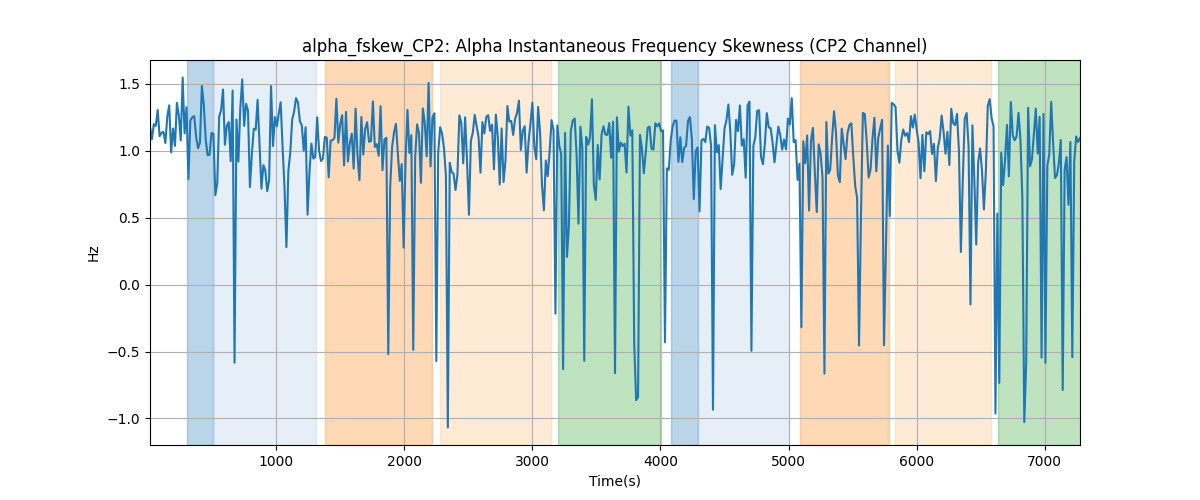 alpha_fskew_CP2: Alpha Instantaneous Frequency Skewness (CP2 Channel)
1.5
1.0
0.5
0.0
−0.5
−1.0
Hz
1000 2000 3000 4000 5000 6000 7000
Time(s)